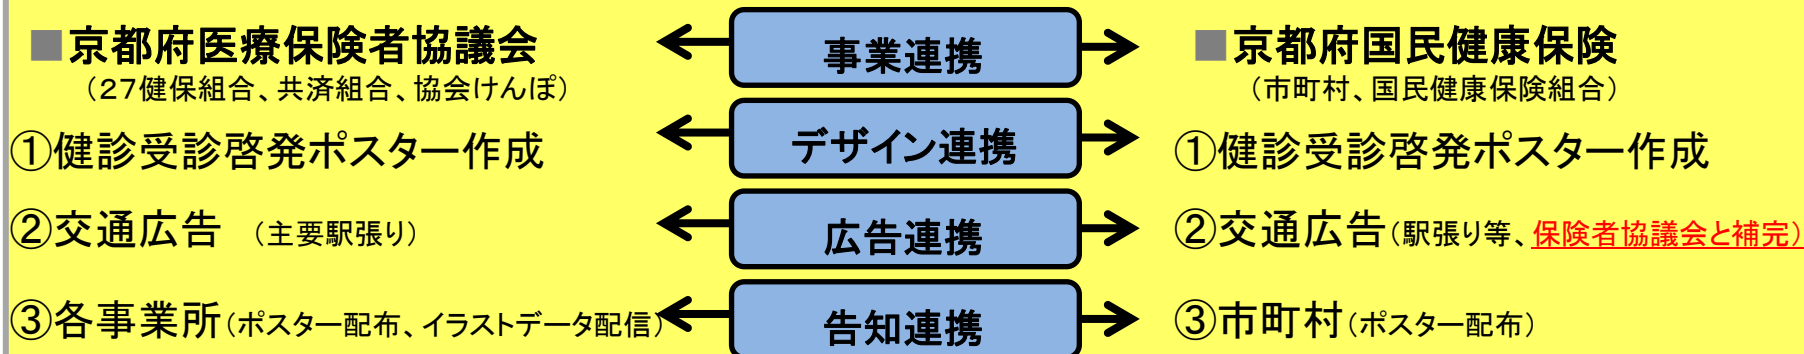 ■京都府医療保険者協議会 事業連携 ■京都府国民健康保険
（27健保組合、共済組合、協会けんぽ） （市町村、国民健康保険組合）
①健診受診啓発ポスター作成 デザイン連携 ①健診受診啓発ポスター作成
②交通広告 （主要駅張り） 広告連携 ②交通広告（駅張り等、保険者協議会と補完）
③各事業所（ポスター配布、イラストデータ配信） 告知連携 ③市町村（ポスター配布）